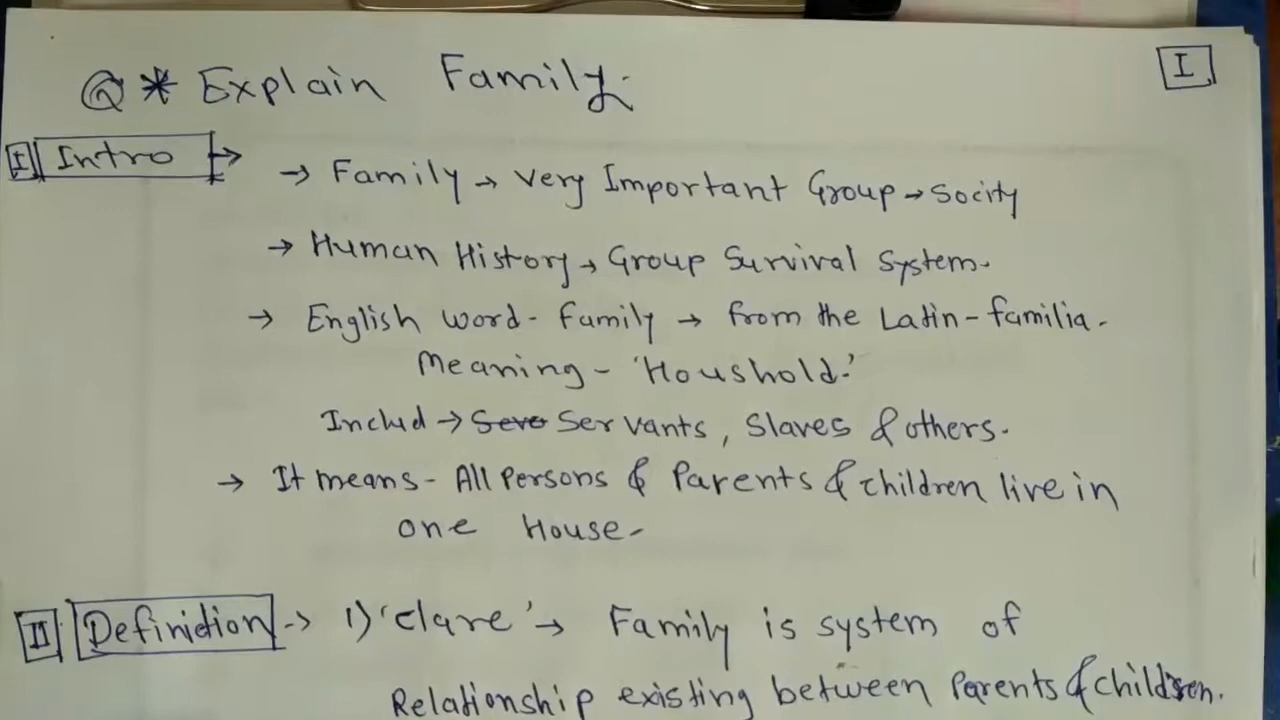 Q * Explain Family. I
I Intro → → Family → Very Important Group → Socity
→ Human History → Group Survival System.
→ English word - family → from the Latin - familia.
Meaning - 'Houshold.'
Includ → Seve Servants, Slaves & others.
→ It means - All Persons & Parents & children live in
one House -
II Definidion → 1) 'Clare' → Family is system of
Relationship existing between Parents & children.